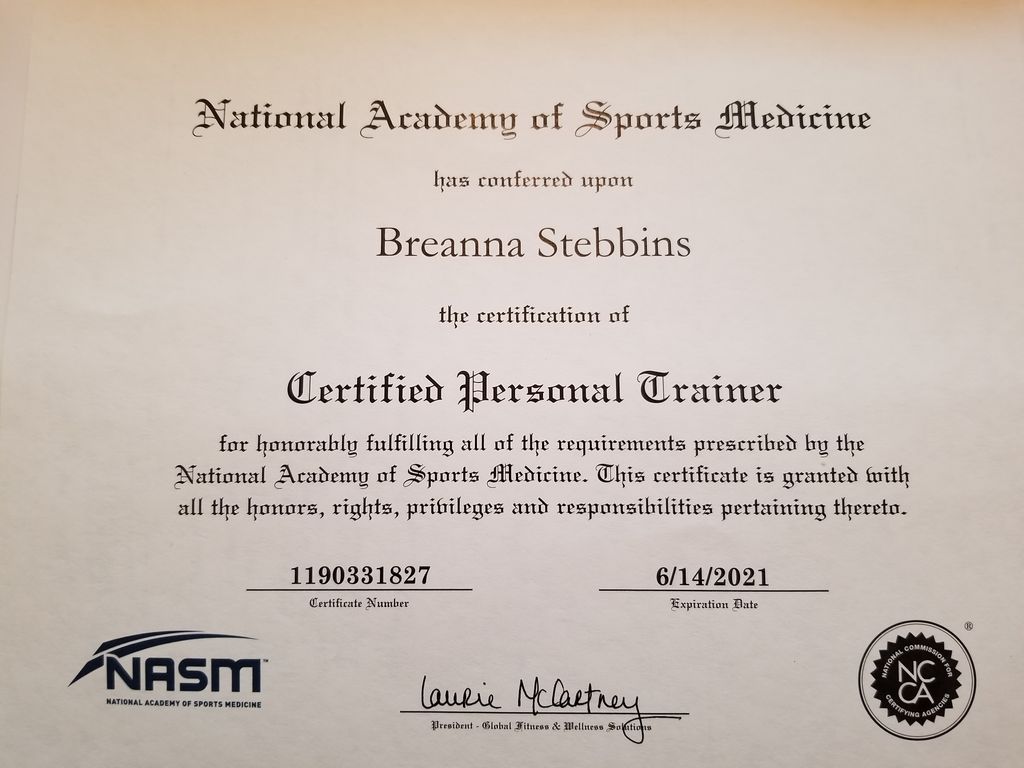 National Academy of Sports Medicine
has conferred upon
Breanna Stebbins
the certification of
Certified Personal Trainer
for honorably fulfilling all of the requirements prescribed by the
National Academy of Sports Medicine. This certificate is granted with
all the honors, rights, privileges and responsibilities pertaining thereto.
1190331827
Certificate Number
6/14/2021
Expiration Date
NASM™
NATIONAL ACADEMY OF SPORTS MEDICINE
Laurie McCartney
President - Global Fitness & Wellness Solutions
®
NATIONAL COMMISSION FOR
NC
CA
CERTIFYING AGENCIES